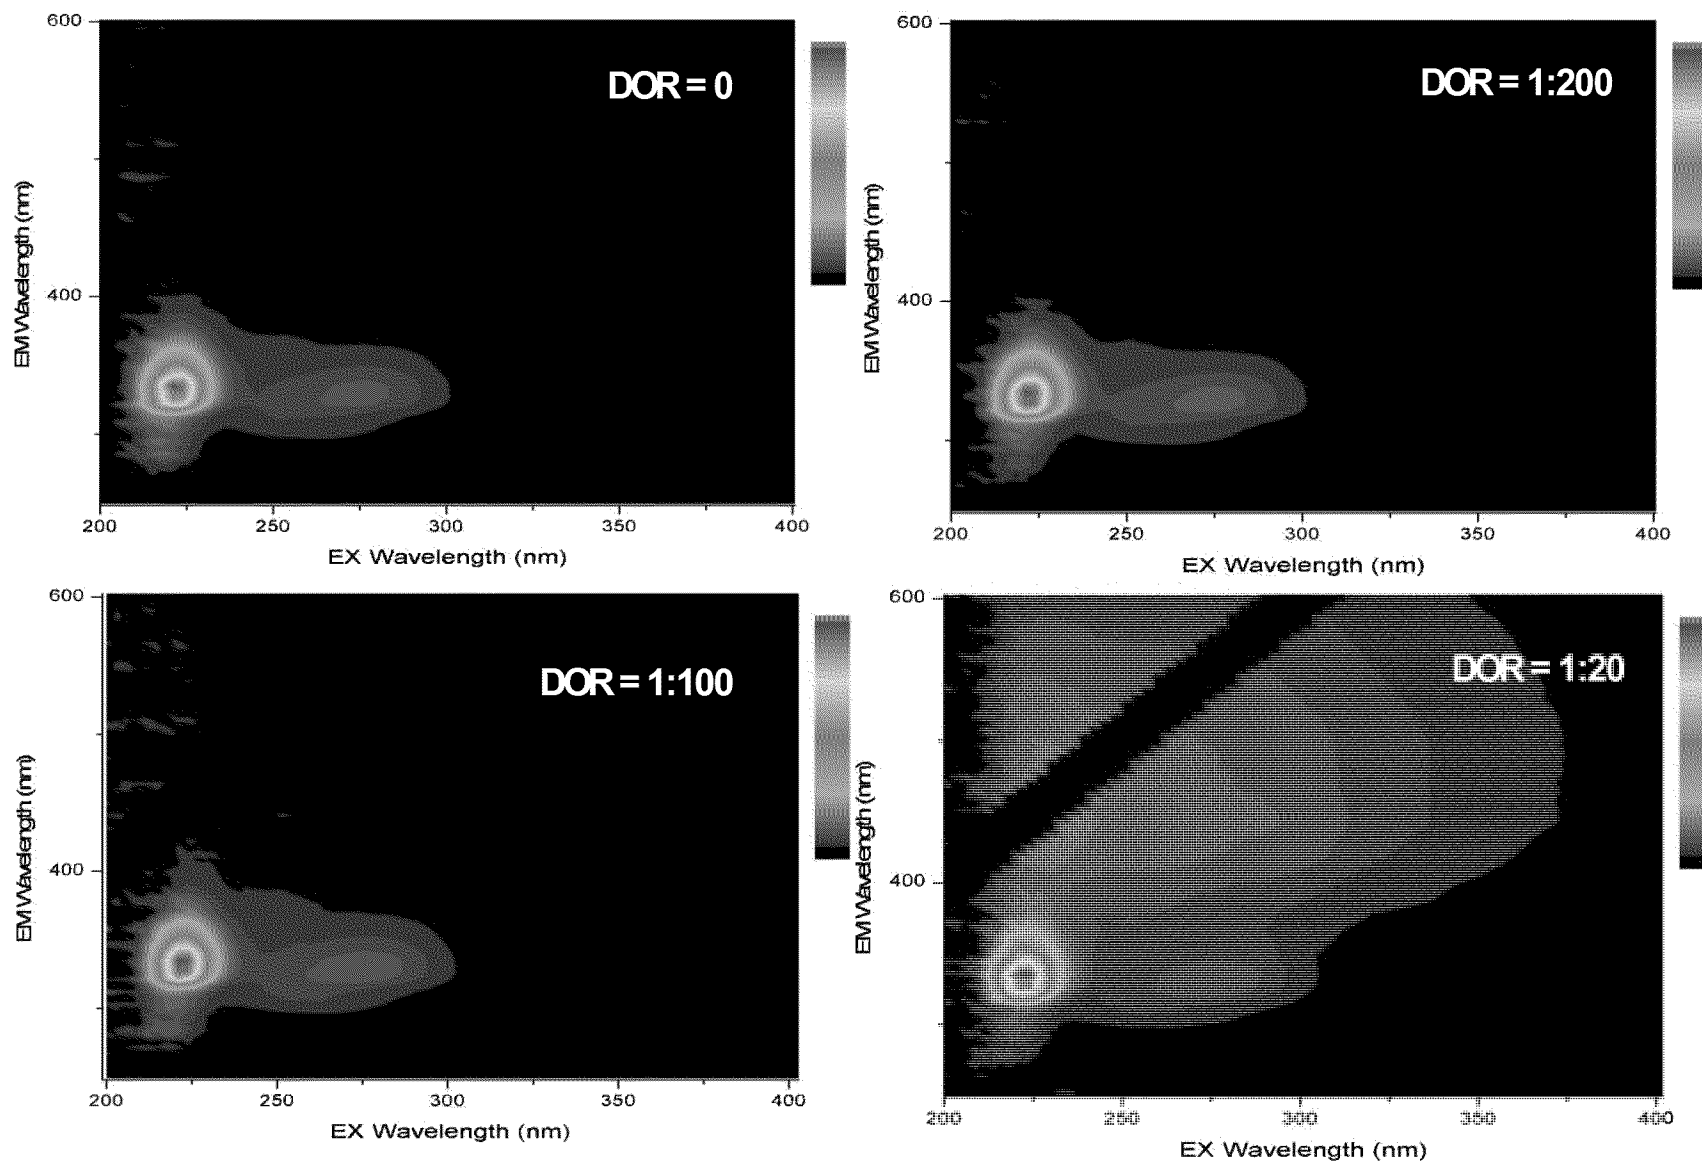 600
DOR = 0
EM Wavelength (nm)
400
200 250 300 350 400
EX Wavelength (nm)
600
DOR = 1:200
EM Wavelength (nm)
400
200 250 300 350 400
EX Wavelength (nm)
600
DOR = 1:100
EM Wavelength (nm)
400
200 250 300 350 400
EX Wavelength (nm)
600
DOR = 1:20
EM Wavelength (nm)
400
200 250 300 350 400
EX Wavelength (nm)